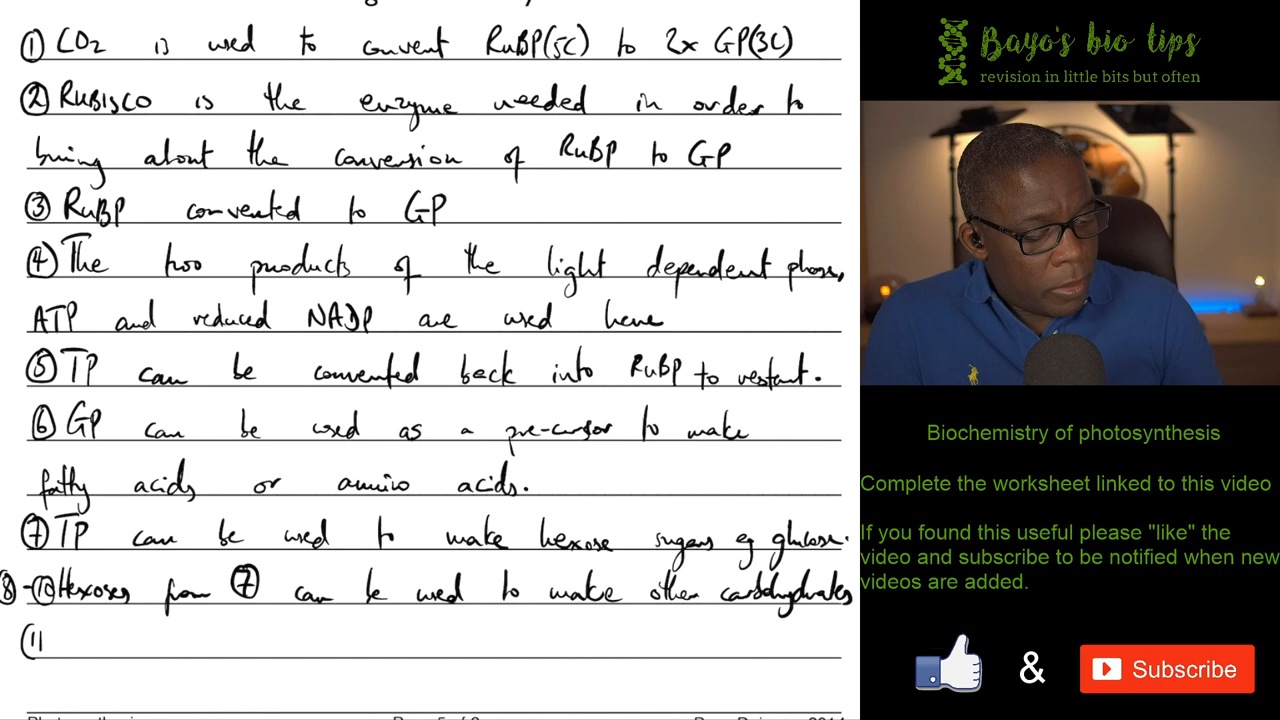 ① CO2 is used to convert RuBP(5C) to 2x GP(3C)
② RUBISCO is the enzyme needed in order to
bring about the conversion of RuBP to GP
③ RuBP converted to GP
④ The two products of the light dependent phase,
ATP and reduced NADP are used here
⑤ TP can be converted back into RuBP to restart.
⑥ GP can be used as a pre-cursor to make
fatty acids or amino acids.
⑦ TP can be used to make hexose sugars eg glucose.
⑧-⑩ Hexoses from ⑦ can be used to make other carbohydrates
(11
Bayo's bio tips
revision in little bits but often
Biochemistry of photosynthesis
Complete the worksheet linked to this video
If you found this useful please "like" the
video and subscribe to be notified when new
videos are added.
&
Subscribe